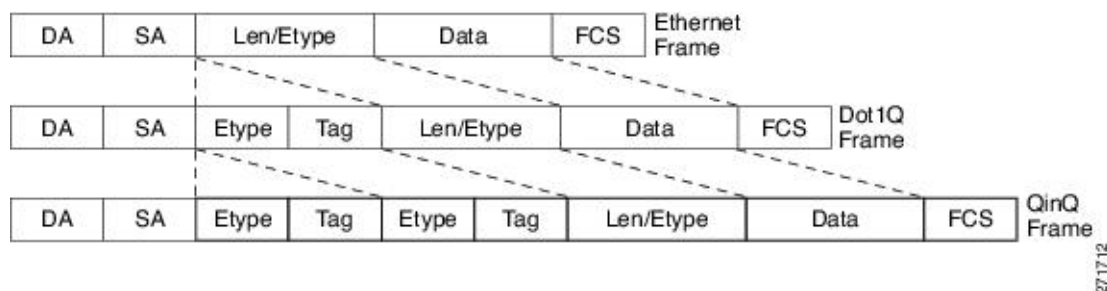 DA SA Len/Etype Data FCS Ethernet Frame
DA SA Etype Tag Len/Etype Data FCS Dot1Q Frame
DA SA Etype Tag Etype Tag Len/Etype Data FCS QinQ Frame
271712